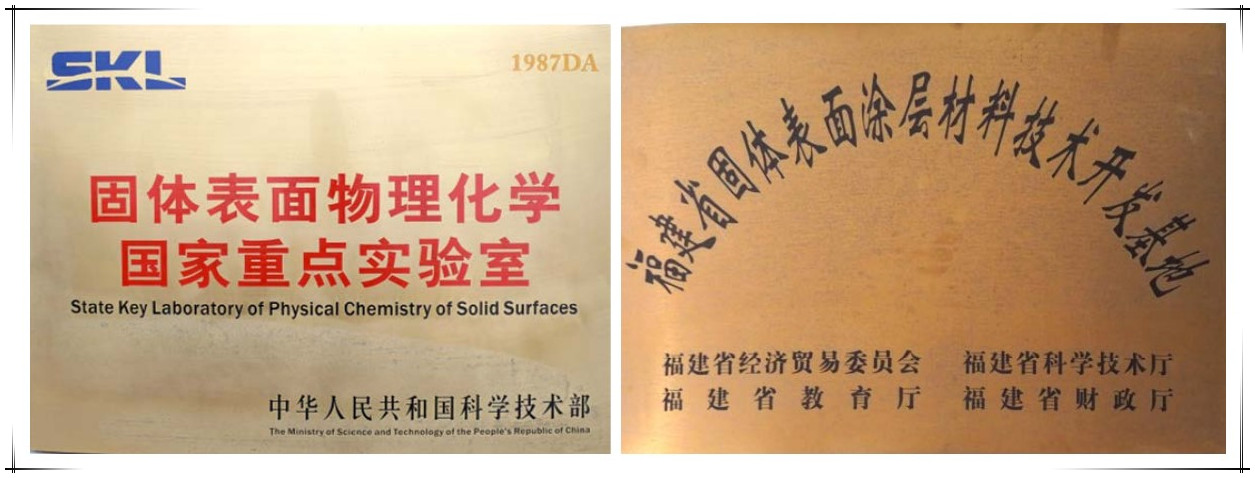 SKL
1987DA
固体表面物理化学
国家重点实验室
State Key Laboratory of Physical Chemistry of Solid Surfaces
中华人民共和国科学技术部
The Ministry of Science and Technology of the People's Republic of China
福建省固体表面涂层材料技术开发基地
福建省经济贸易委员会 福建省科学技术厅
福建省教育厅 福建省财政厅